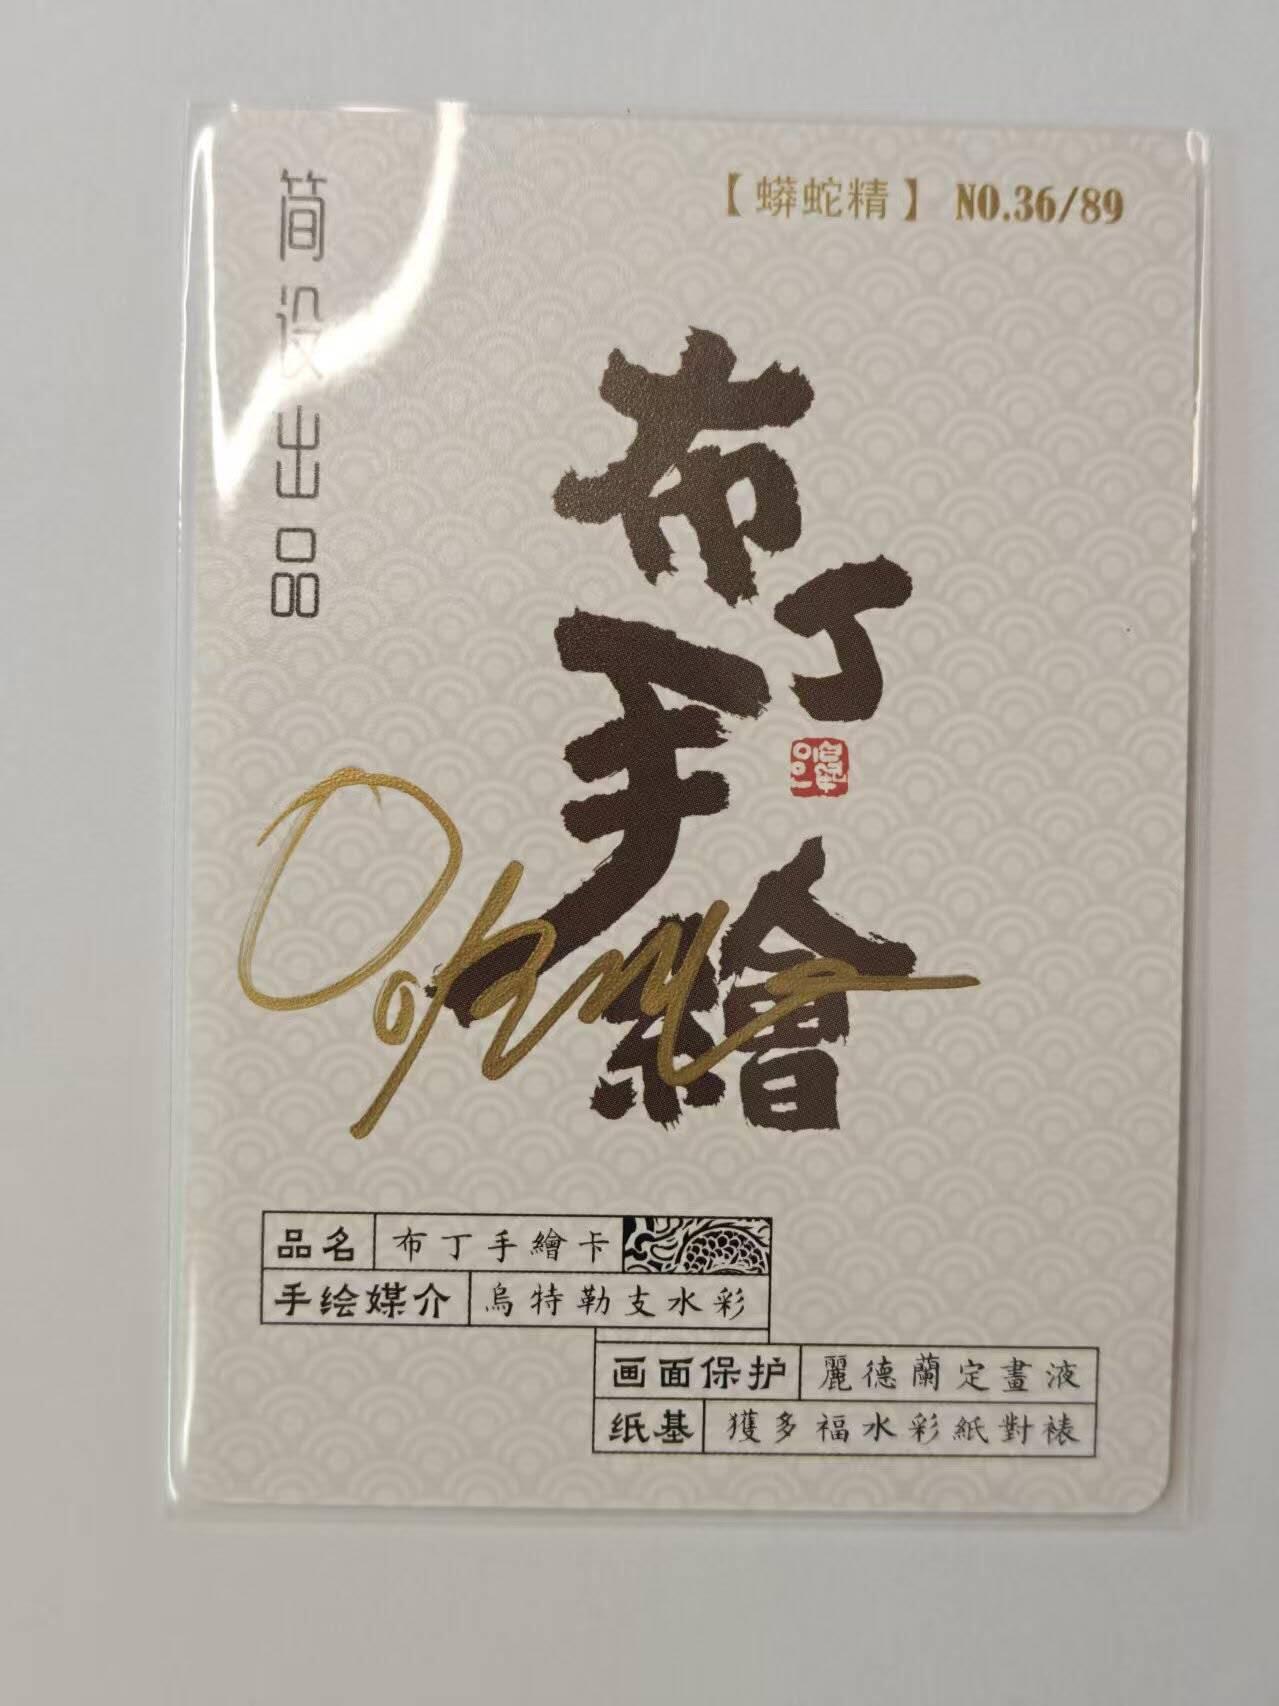 简设出品
【蟒蛇精】 NO.36/89
布丁
手繪
品名 布丁手繪卡
手绘媒介 烏特勒支水彩
画面保护 麗德蘭定畫液
纸基 獲多福水彩紙對裱